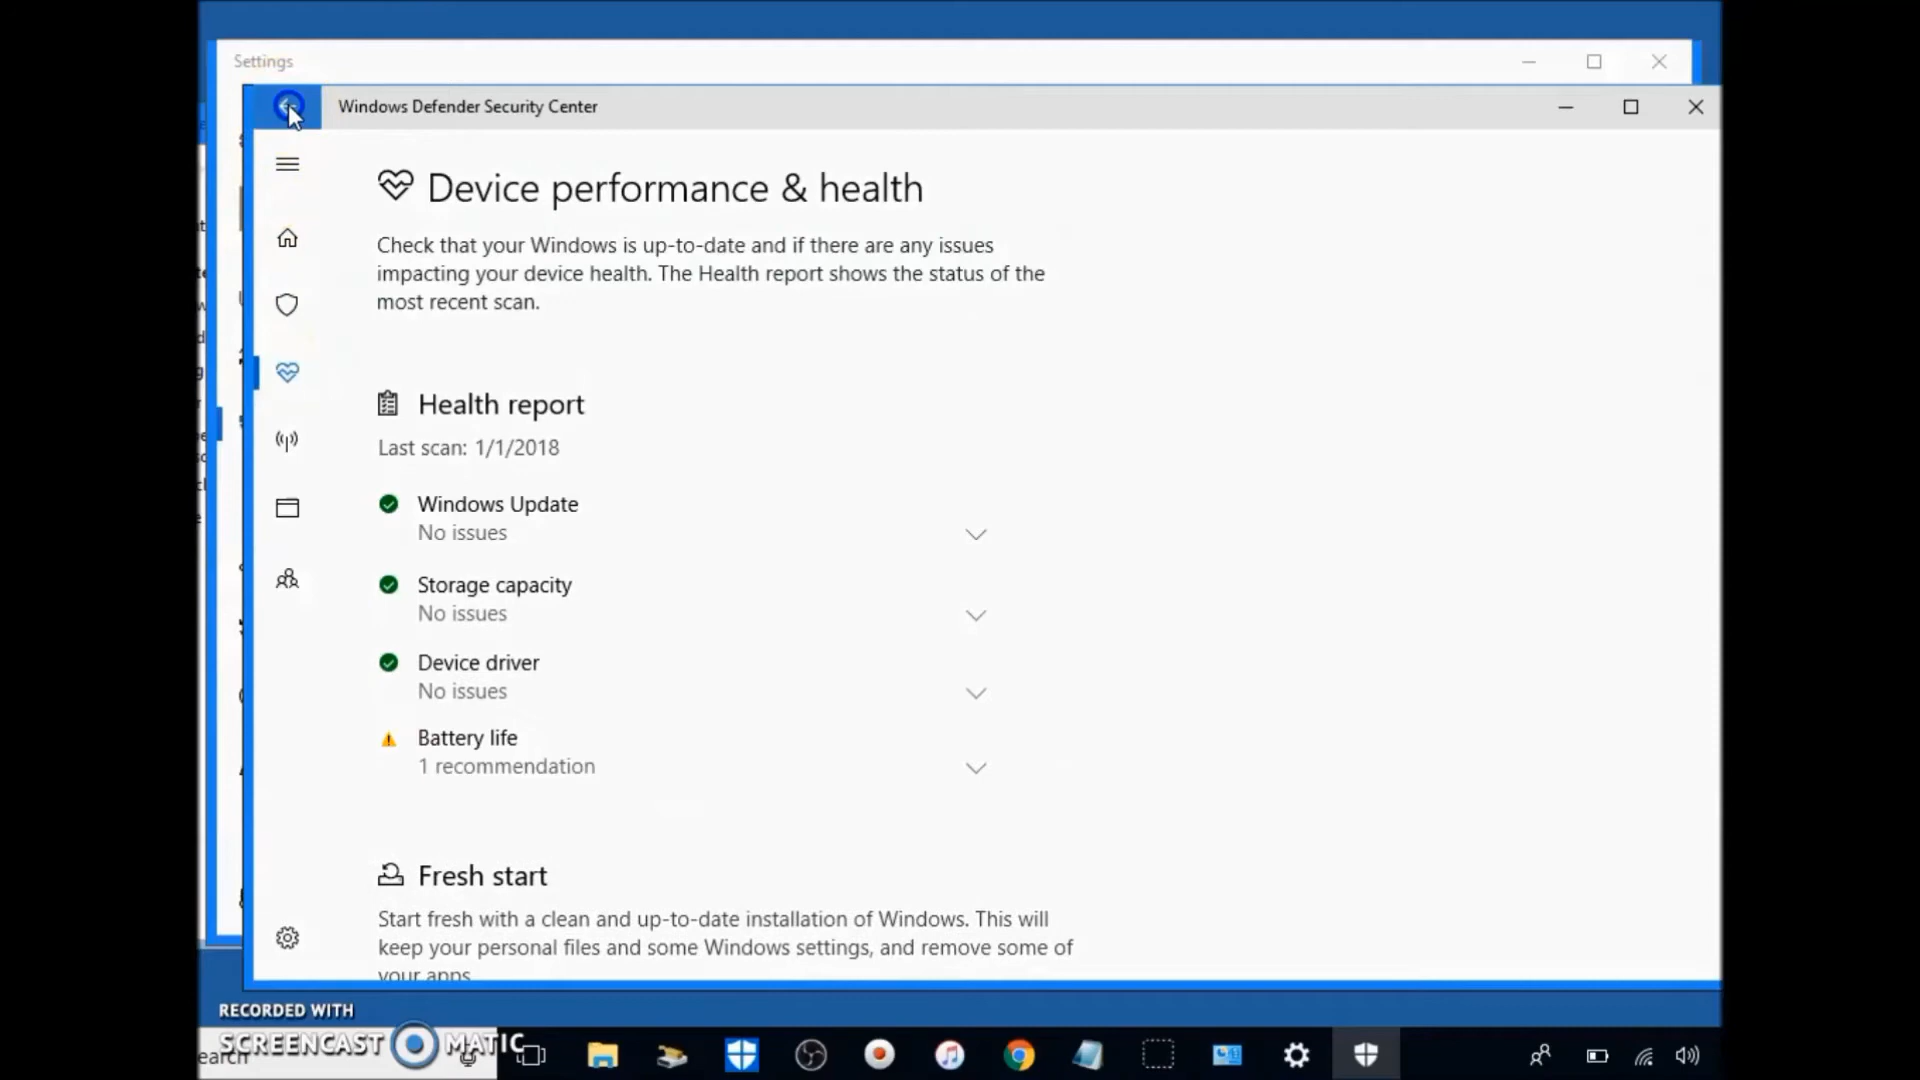 Settings
Windows Defender Security Center
Device performance & health
Check that your Windows is up-to-date and if there are any issues
impacting your device health. The Health report shows the status of the
most recent scan.
Health report
Last scan: 1/1/2018
Windows Update
No issues
Storage capacity
No issues
Device driver
No issues
Battery life
1 recommendation
Fresh start
Start fresh with a clean and up-to-date installation of Windows. This will
keep your personal files and some Windows settings, and remove some of
your apps.
RECORDED WITH
SCREENCAST MATIC
earch